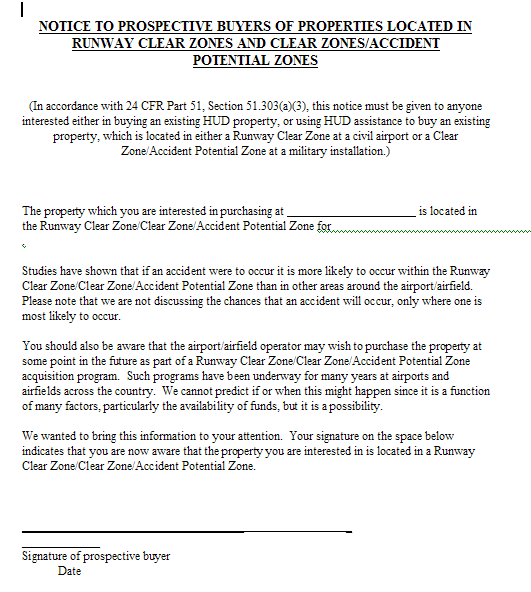 NOTICE TO PROSPECTIVE BUYERS OF PROPERTIES LOCATED IN
RUNWAY CLEAR ZONES AND CLEAR ZONES/ACCIDENT
POTENTIAL ZONES
(In accordance with 24 CFR Part 51, Section 51.303(a)(3), this notice must be given to anyone
interested either in buying an existing HUD property, or using HUD assistance to buy an existing
property, which is located in either a Runway Clear Zone at a civil airport or a Clear
Zone/Accident Potential Zone at a military installation.)
The property which you are interested in purchasing at ____________________ is located in
the Runway Clear Zone/Clear Zone/Accident Potential Zone for
.
Studies have shown that if an accident were to occur it is more likely to occur within the Runway
Clear Zone/Clear Zone/Accident Potential Zone than in other areas around the airport/airfield.
Please note that we are not discussing the chances that an accident will occur, only where one is
most likely to occur.
You should also be aware that the airport/airfield operator may wish to purchase the property at
some point in the future as part of a Runway Clear Zone/Clear Zone/Accident Potential Zone
acquisition program.  Such programs have been underway for many years at airports and
airfields across the country.  We cannot predict if or when this might happen since it is a function
of many factors, particularly the availability of funds, but it is a possibility.
We wanted to bring this information to your attention.  Your signature on the space below
indicates that you are now aware that the property you are interested in is located in a Runway
Clear Zone/Clear Zone/Accident Potential Zone.
Signature of prospective buyer
Date